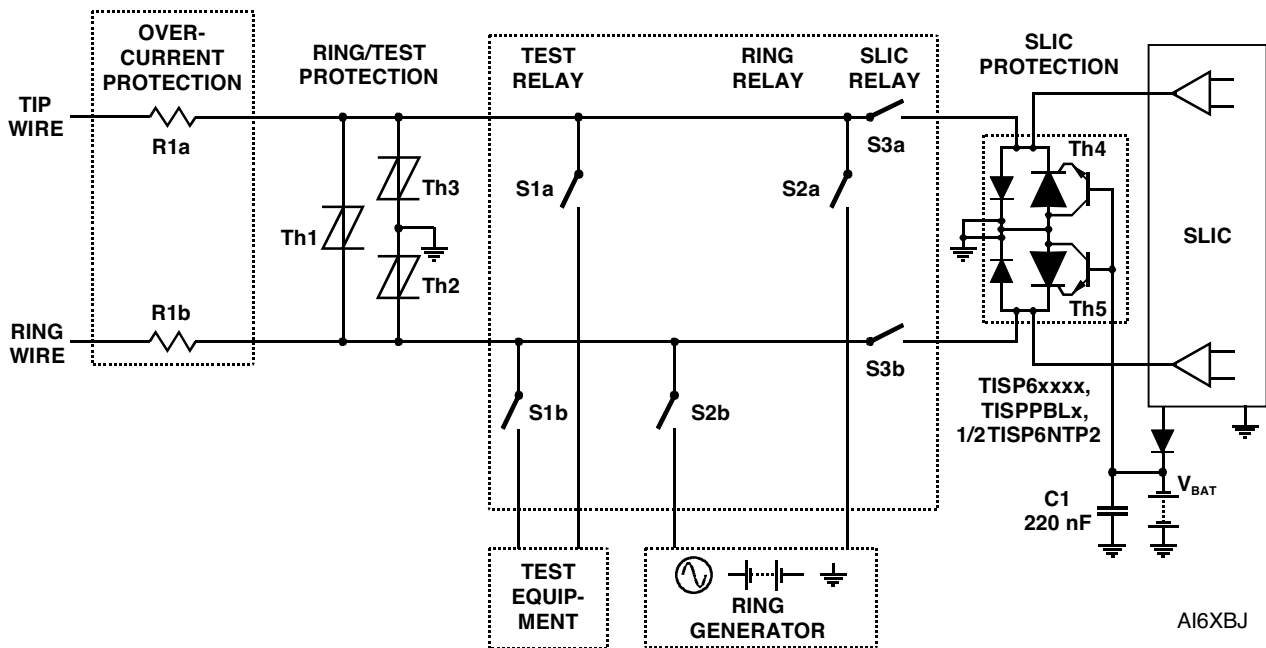 OVER-
CURRENT
PROTECTION
RING/TEST
PROTECTION
TEST
RELAY
RING
RELAY
SLIC
RELAY
SLIC
PROTECTION
TIP
WIRE
R1a
Th3
Th1
Th2
S1a
S2a
S3a
Th4
SLIC
Th5
R1b
RING
WIRE
S3b
S1b
S2b
TISP6xxxx,
TISPPBLx,
1/2 TISP6NTP2
C1
220 nF
VBAT
TEST
EQUIP-
MENT
RING
GENERATOR
AI6XBJ